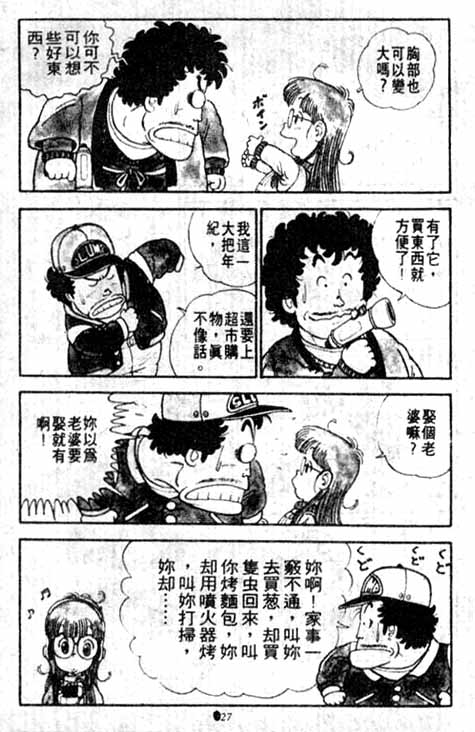 胸部也
可以變
大嗎？
ボイン
你可不
可以想
些好東
西？
有了它，
買東西就
方便了！
我這一
大把年
紀，
還要上
超市購
物，真
不像話。
娶個老
婆嘛？
妳以為
老婆要
娶就有
啊！
くど
くど
妳啊！家事一
竅不通，叫妳
去買葱，却買
隻虫回來，叫
你烤麵包，妳
却用噴火器烤
，叫妳打掃，
妳却……
27